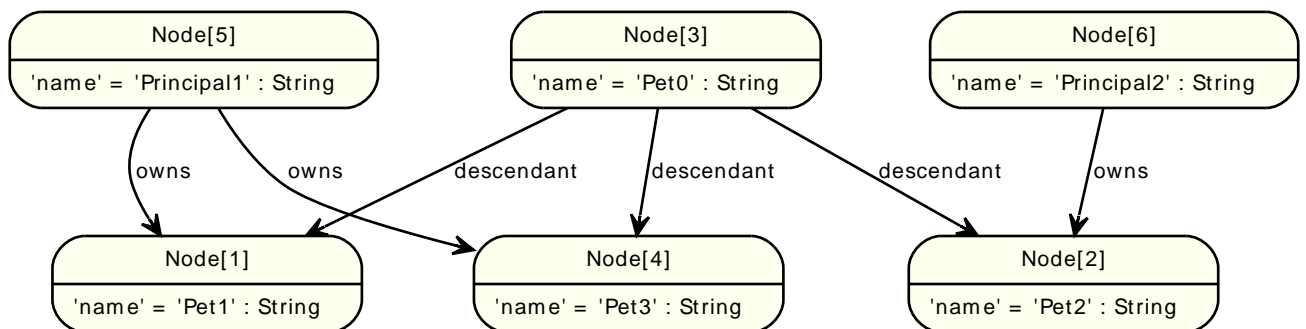 Node[5]
'name' = 'Principal1' : String
Node[3]
'name' = 'Pet0' : String
Node[6]
'name' = 'Principal2' : String
owns
owns
descendant
descendant
descendant
owns
Node[1]
'name' = 'Pet1' : String
Node[4]
'name' = 'Pet3' : String
Node[2]
'name' = 'Pet2' : String